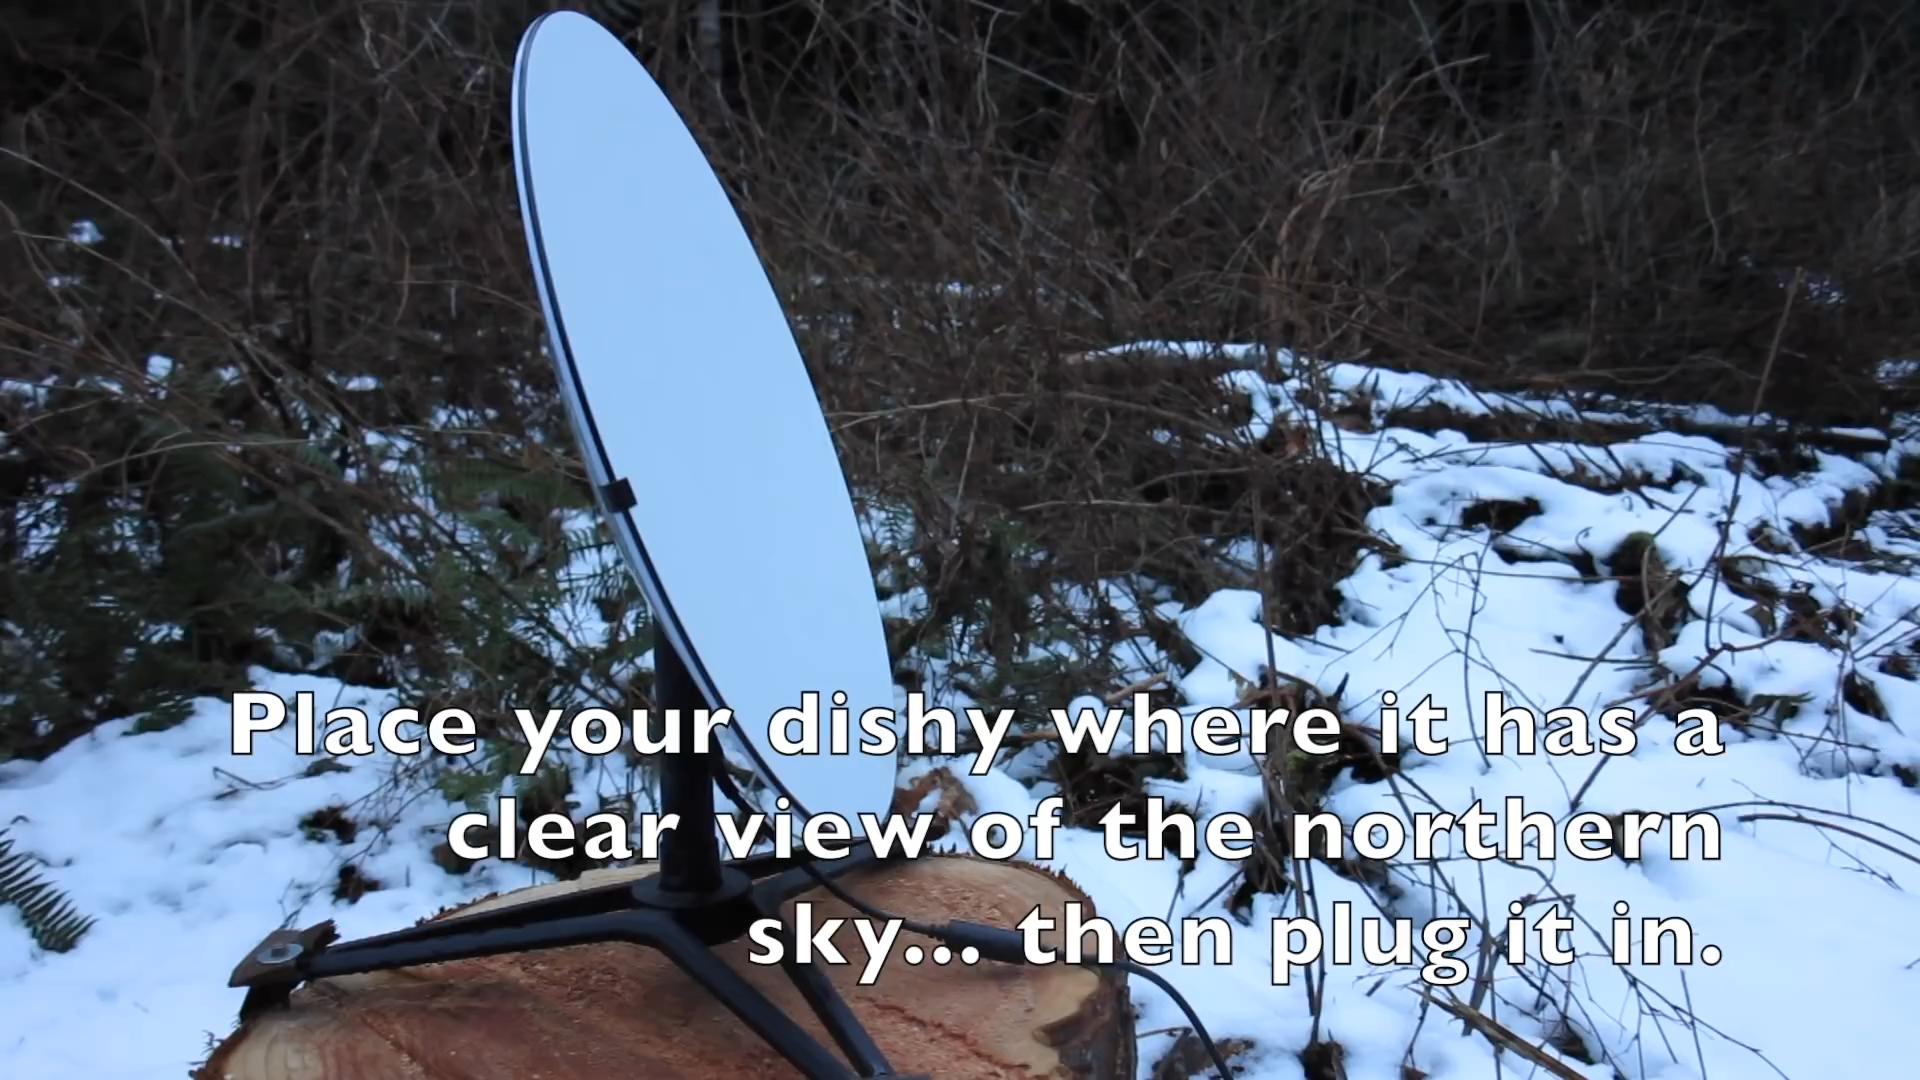 Place your dishy where it has a
clear view of the northern
sky... then plug it in.